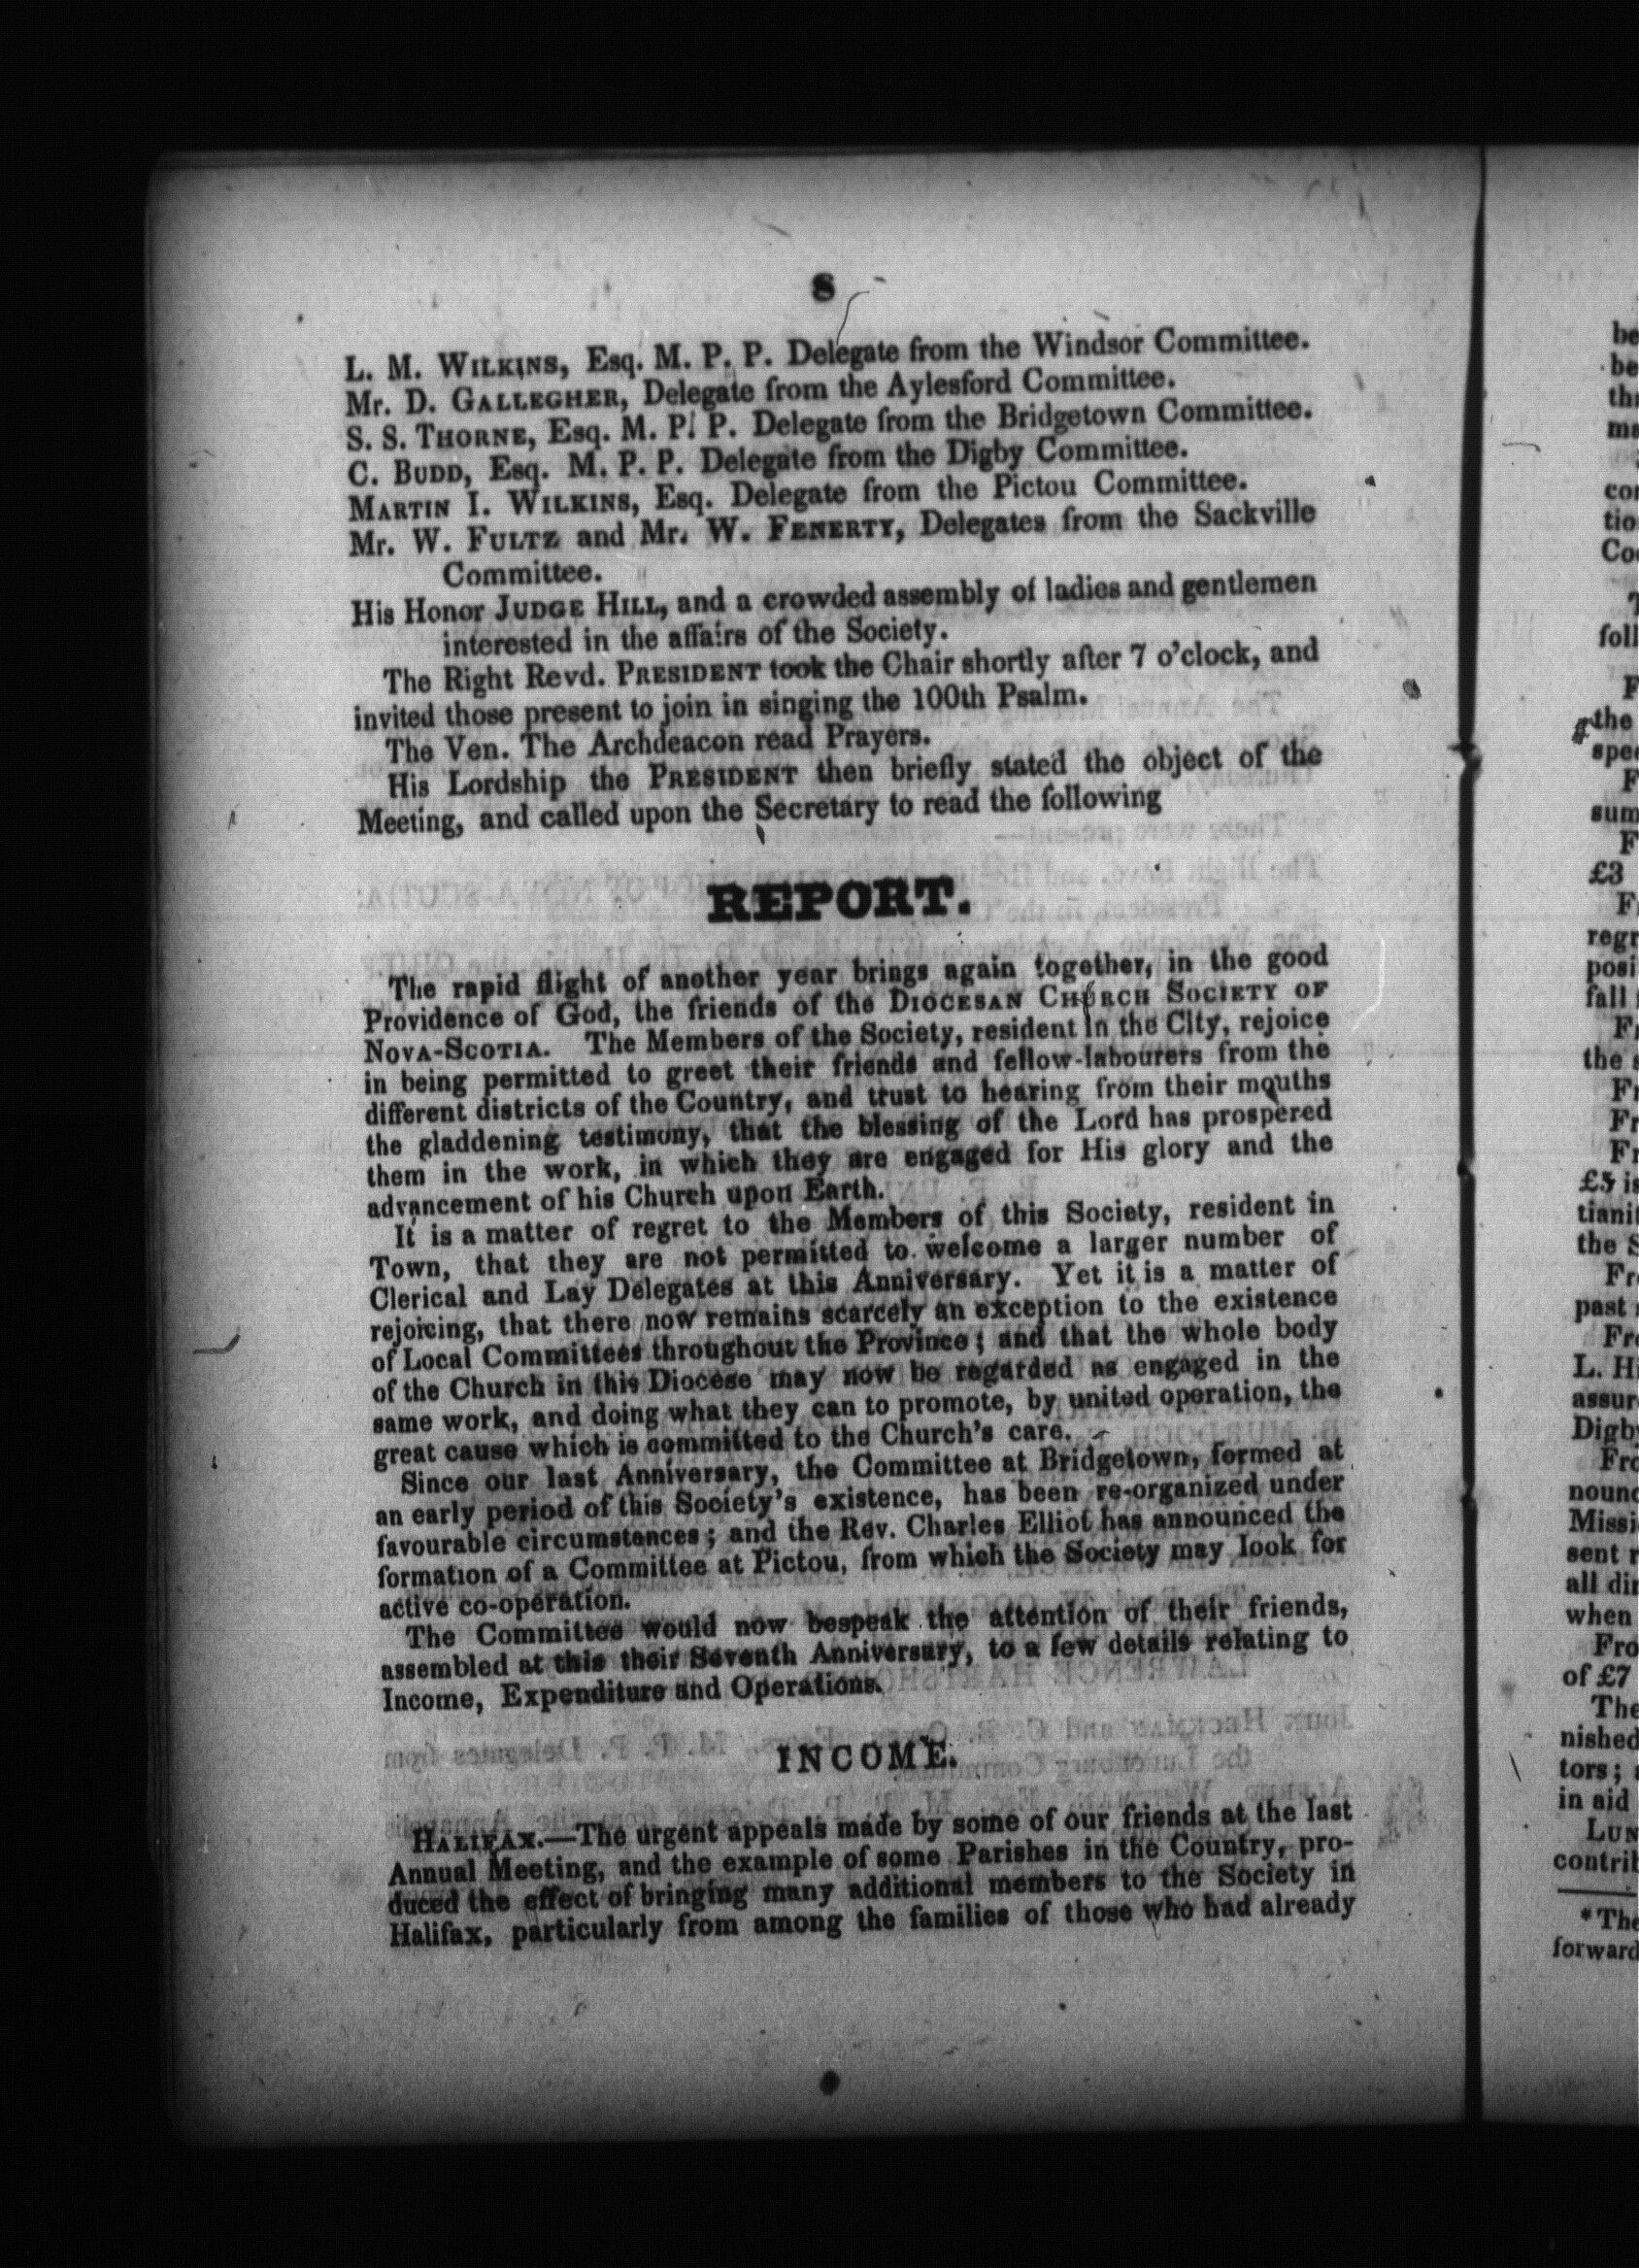 8
L. M. WILKINS, Esq. M. P. P. Delegate from the Windsor Committee.
Mr. D. GALLEGHER, Delegate from the Aylesford Committee.
S. S. THORNE, Esq. M. P. P. Delegate from the Bridgetown Committee.
C. BUDD, Esq. M. P. P. Delegate from the Digby Committee.
MARTIN I. WILKINS, Esq. Delegate from the Pictou Committee.
Mr. W. FULTZ and Mr. W. FENERTY, Delegates from the Sackville
Committee.
His Honor JUDGE HILL, and a crowded assembly of ladies and gentlemen
interested in the affairs of the Society.
The Right Revd. PRESIDENT took the Chair shortly after 7 o'clock, and
invited those present to join in singing the 100th Psalm.
The Ven. The Archdeacon read Prayers.
His Lordship the PRESIDENT then briefly stated the object of the
Meeting, and called upon the Secretary to read the following
REPORT.
The rapid flight of another year brings again together, in the good
Providence of God, the friends of the DIOCESAN CHURCH SOCIETY OF
NOVA-SCOTIA. The Members of the Society, resident in the City, rejoice
in being permitted to greet their friends and fellow-labourers from the
different districts of the Country, and trust to hearing from their mouths
the gladdening testimony, that the blessing of the Lord has prospered
them in the work, in which they are engaged for His glory and the
advancement of his Church upon Earth.
It is a matter of regret to the Members of this Society, resident in
Town, that they are not permitted to welcome a larger number of
Clerical and Lay Delegates at this Anniversary. Yet it is a matter of
rejoicing, that there now remains scarcely an exception to the existence
of Local Committees throughout the Province; and that the whole body
of the Church in this Diocese may now be regarded as engaged in the
same work, and doing what they can to promote, by united operation, the
great cause which is committed to the Church's care.
Since our last Anniversary, the Committee at Bridgetown, formed at
an early period of this Society's existence, has been re-organized under
favourable circumstances; and the Rev. Charles Elliot has announced the
formation of a Committee at Pictou, from which the Society may look for
active co-operation.
The Committee would now bespeak the attention of their friends,
assembled at this their Seventh Anniversary, to a few details relating to
Income, Expenditure and Operations.
INCOME.
HALIFAX.—The urgent appeals made by some of our friends at the last
Annual Meeting, and the example of some Parishes in the Country, pro-
duced the effect of bringing many additional members to the Society in
Halifax, particularly from among the families of those who had already